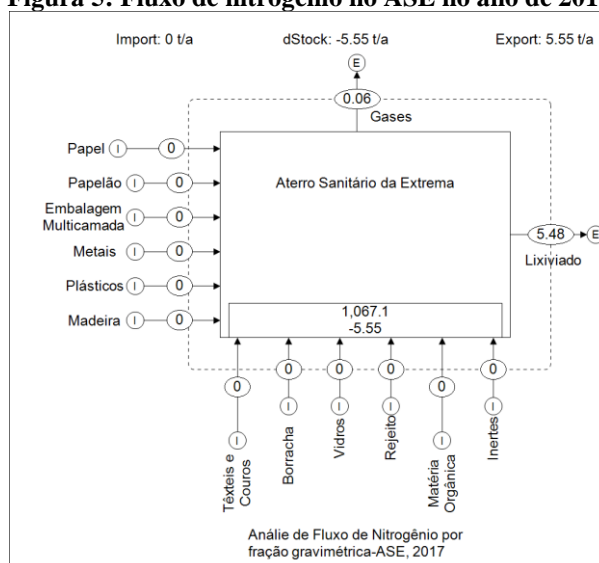 Figura 5: Fluxo de nitrogênio no ASE no ano de 201
Import: 0 t/a dStock: -5.55 t/a Export: 5.55 t/a
E
0.06
Gases
Papel I 0
Papelão I 0
Aterro Sanitário da Extrema
Embalagem
Multicamada I 0
5.48 E
Lixiviado
Metais I 0
Plásticos I 0
Madeira I 0
1,067.1
-5.55
0 0 0 0 0 0
I I I I I I
Têxteis e
Couros
Borracha
Vidros
Rejeito
Matéria
Orgânica
Inertes
Análie de Fluxo de Nitrogênio por
fração gravimétrica-ASE, 2017